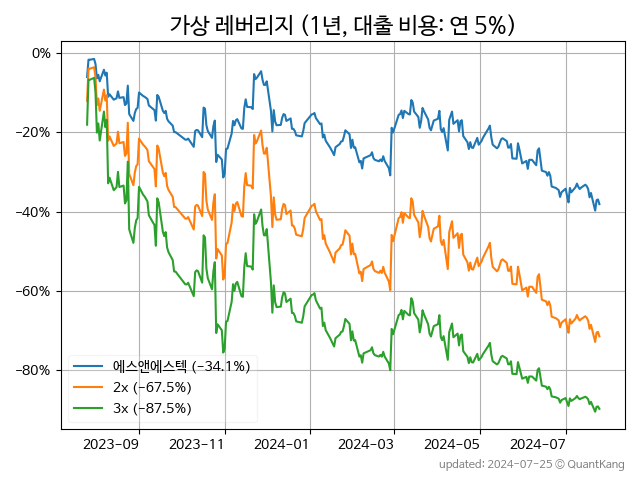 가상 레버리지 (1년, 대출 비용: 연 5%)
0%
−20%
−40%
−60%
−80%
에스앤에스텍 (−34.1%)
2x (−67.5%)
3x (−87.5%)
2023-09
2023-11
2024-01
2024-03
2024-05
2024-07
updated: 2024-07-25 © QuantKang